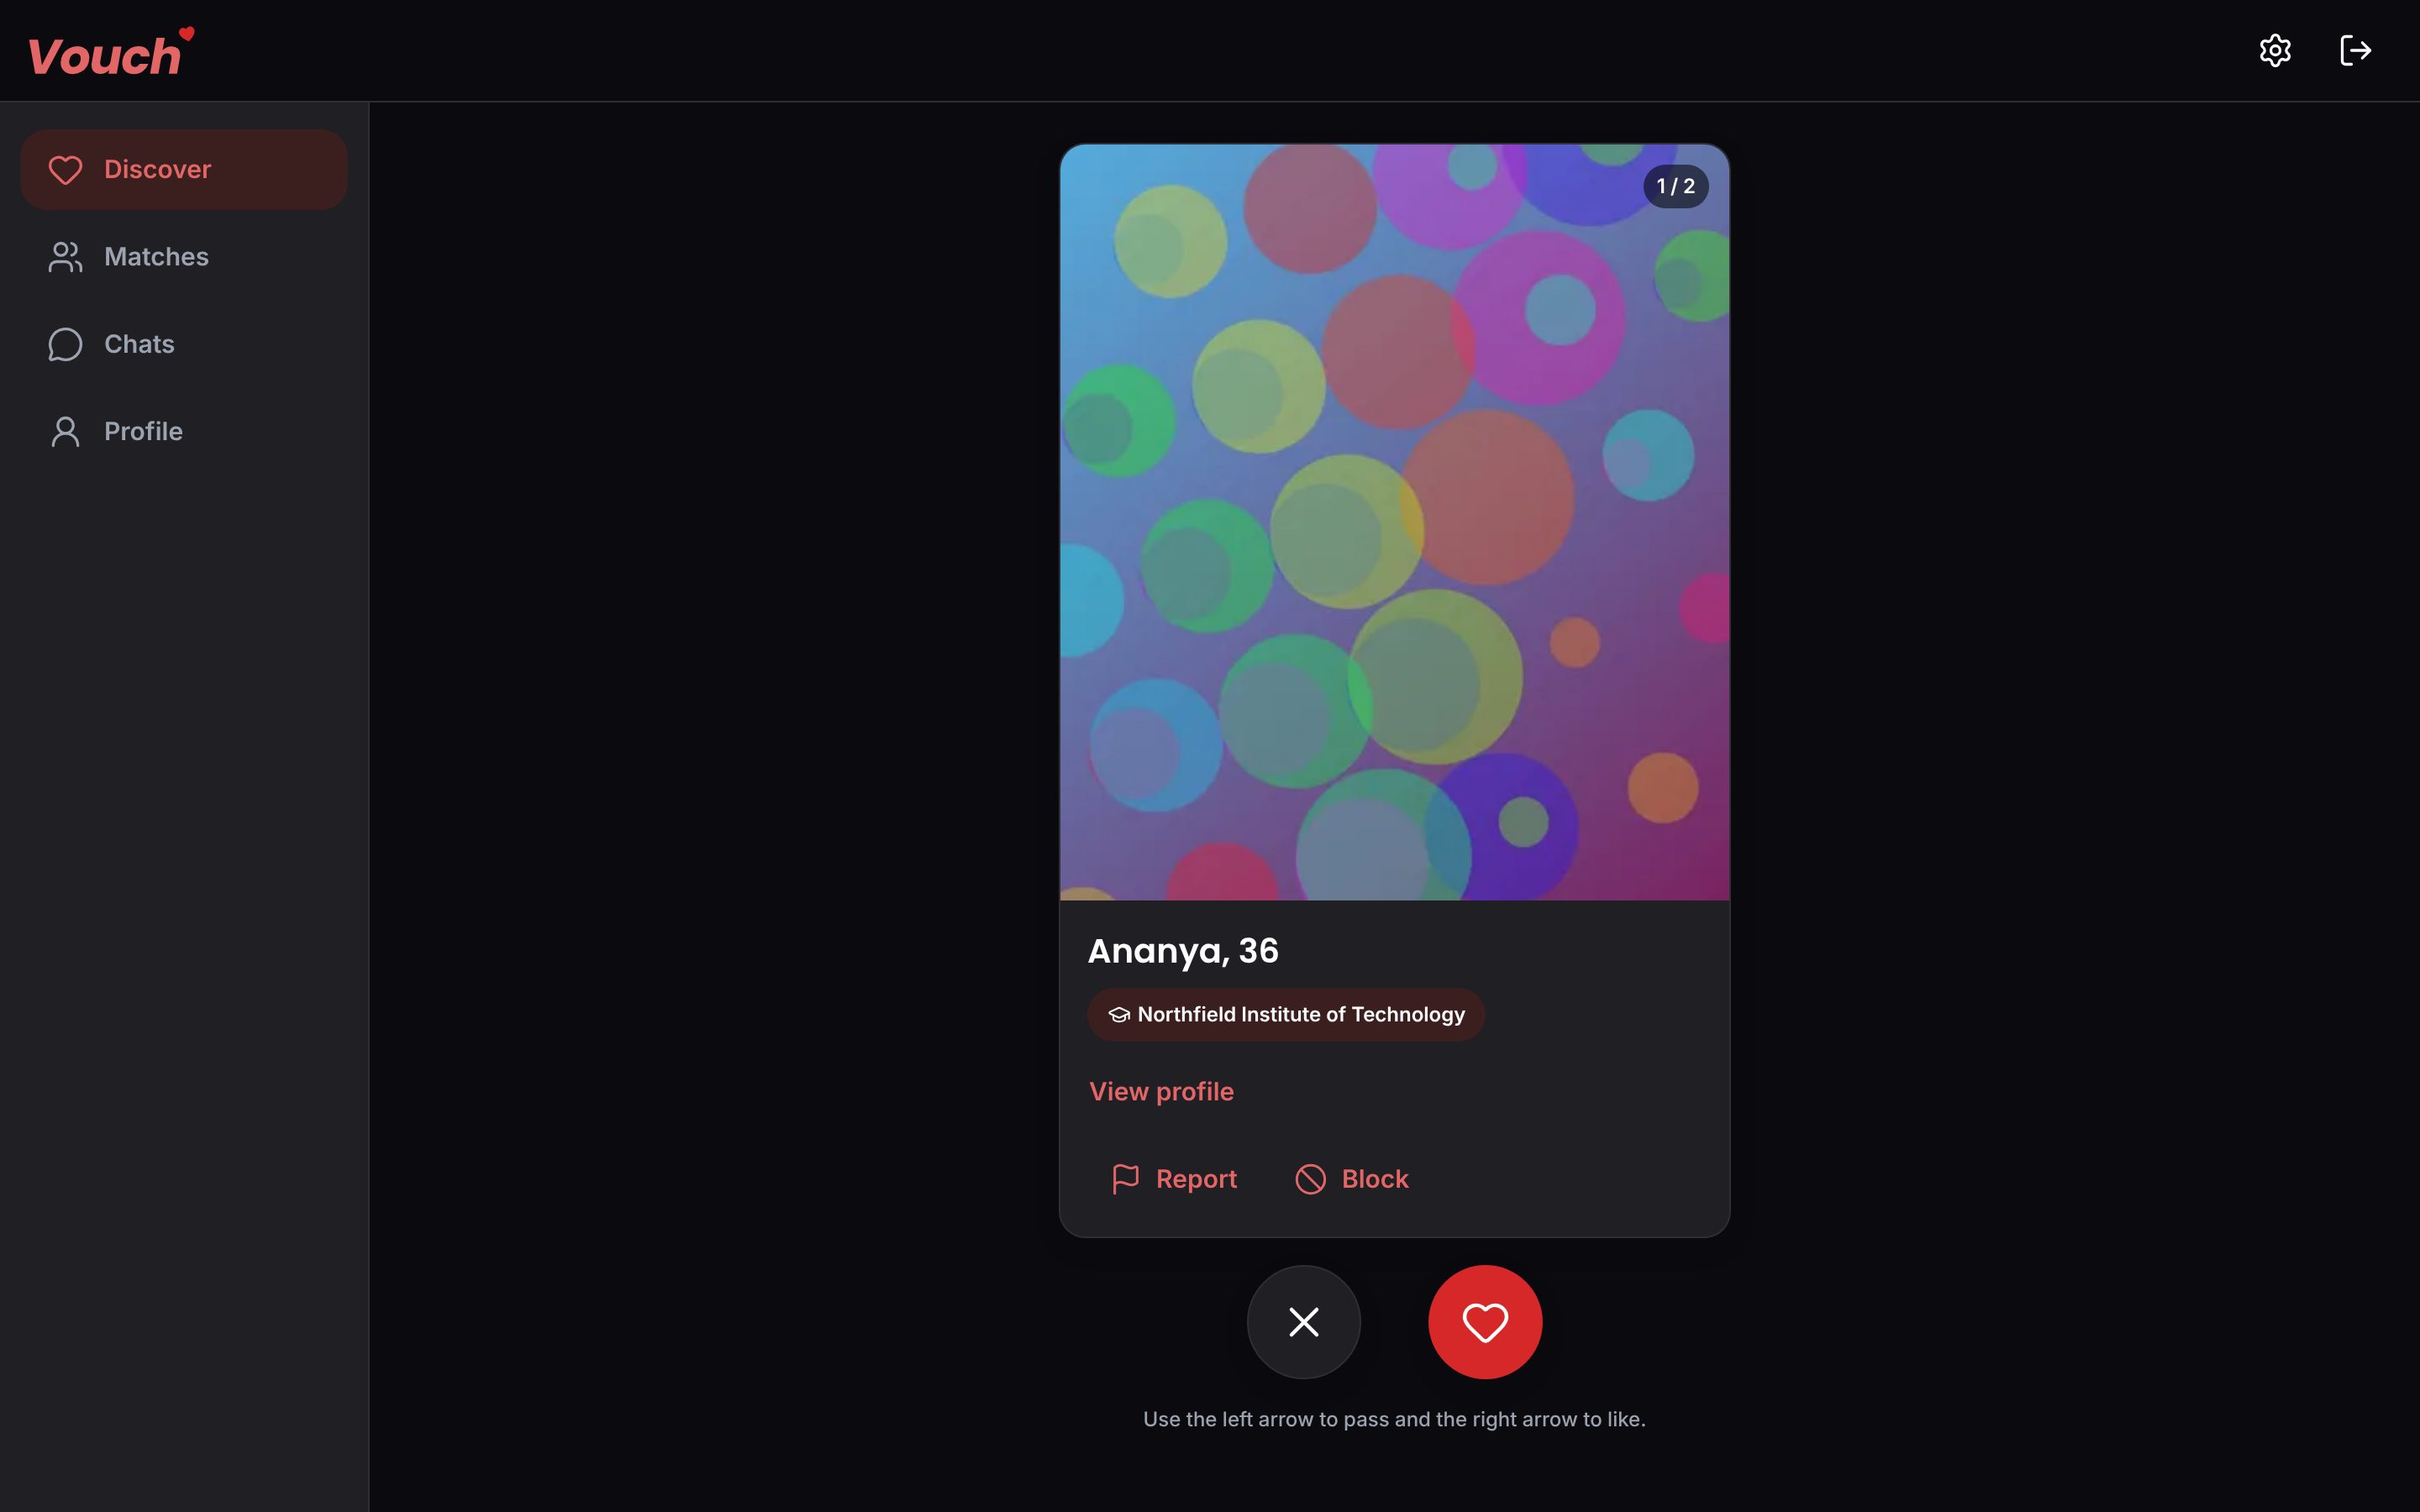 Vouch
Discover
Matches
Chats
Profile
1 / 2
Ananya, 36
Northfield Institute of Technology
View profile
Report
Block
Use the left arrow to pass and the right arrow to like.